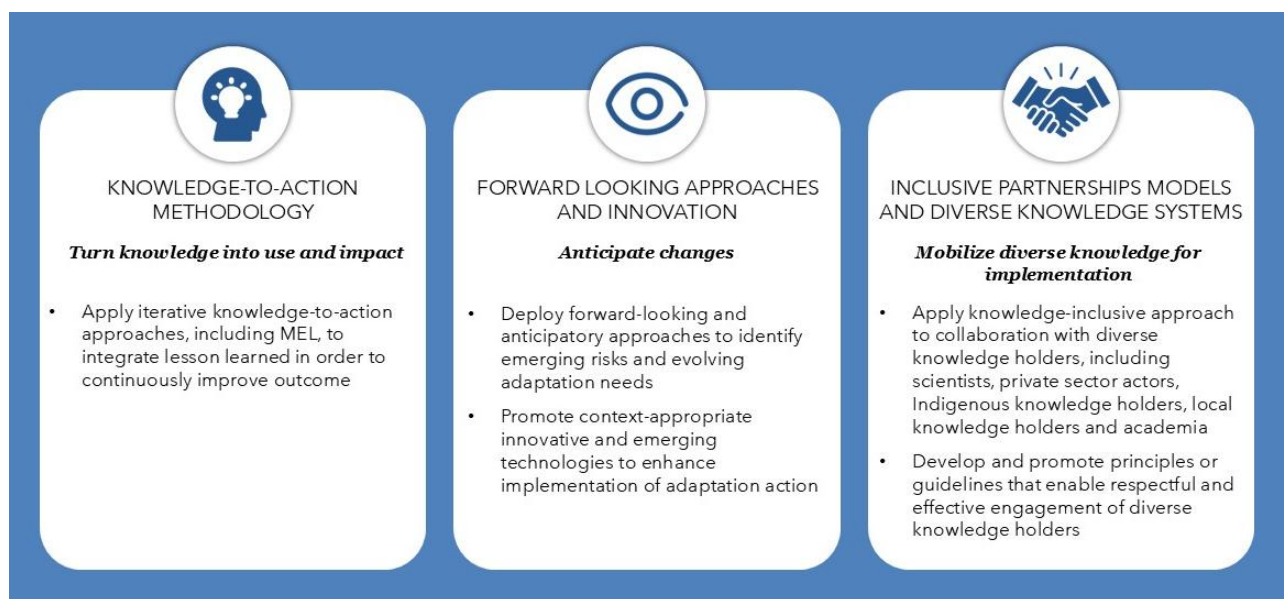 KNOWLEDGE-TO-ACTION
METHODOLOGY
Turn knowledge into use and impact
• Apply iterative knowledge-to-action
approaches, including MEL, to
integrate lesson learned in order to
continuously improve outcome
FORWARD LOOKING APPROACHES
AND INNOVATION
Anticipate changes
• Deploy forward-looking and
anticipatory approaches to identify
emerging risks and evolving
adaptation needs
• Promote context-appropriate
innovative and emerging
technologies to enhance
implementation of adaptation action
INCLUSIVE PARTNERSHIPS MODELS
AND DIVERSE KNOWLEDGE SYSTEMS
Mobilize diverse knowledge for
implementation
• Apply knowledge-inclusive approach
to collaboration with diverse
knowledge holders, including
scientists, private sector actors,
Indigenous knowledge holders, local
knowledge holders and academia
• Develop and promote principles or
guidelines that enable respectful and
effective engagement of diverse
knowledge holders